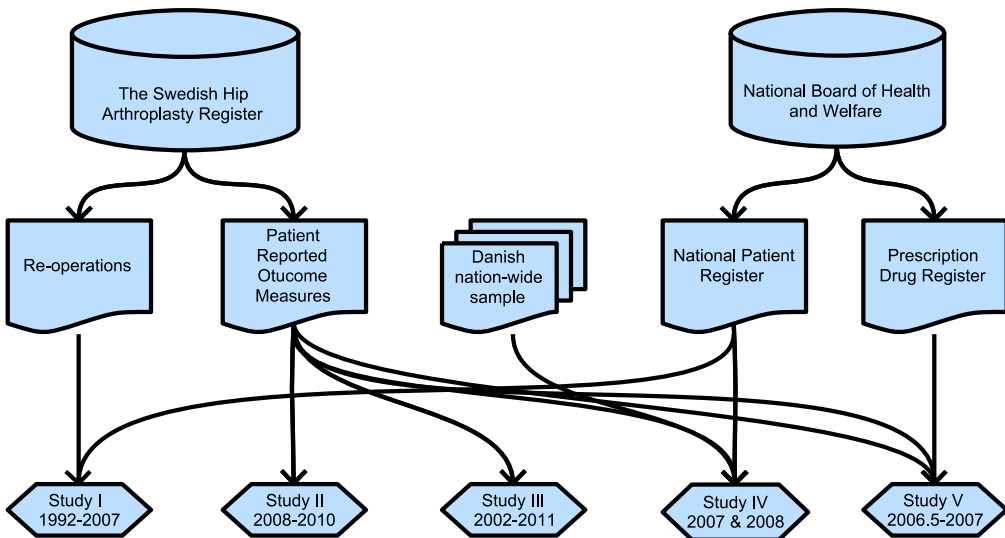 The Swedish Hip
Arthroplasty Register
National Board of Health
and Welfare
Re-operations
Patient
Reported
Otucome
Measures
Danish
nation-wide
sample
National Patient
Register
Prescription
Drug Register
Study I
1992-2007
Study II
2008-2010
Study III
2002-2011
Study IV
2007 & 2008
Study V
2006.5-2007